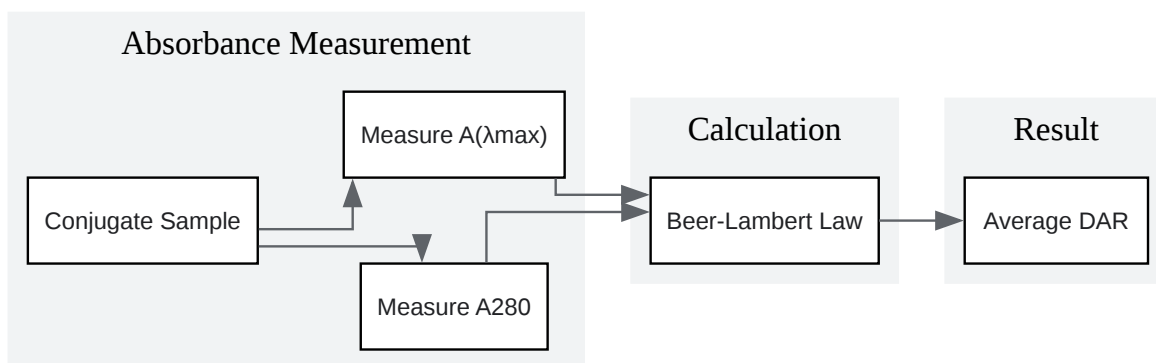 Absorbance Measurement
Measure A(λmax)
Conjugate Sample
Measure A280
Calculation
Beer-Lambert Law
Result
Average DAR